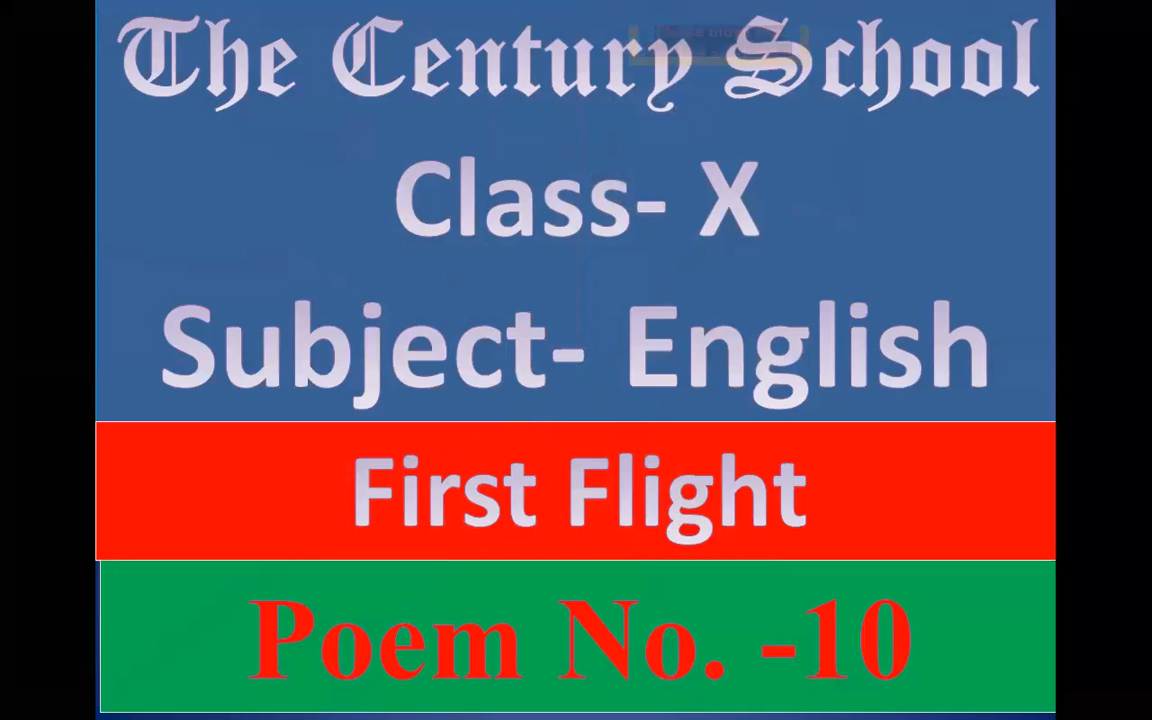 The Century School
Class- X
Subject- English
First Flight
Poem No. -10